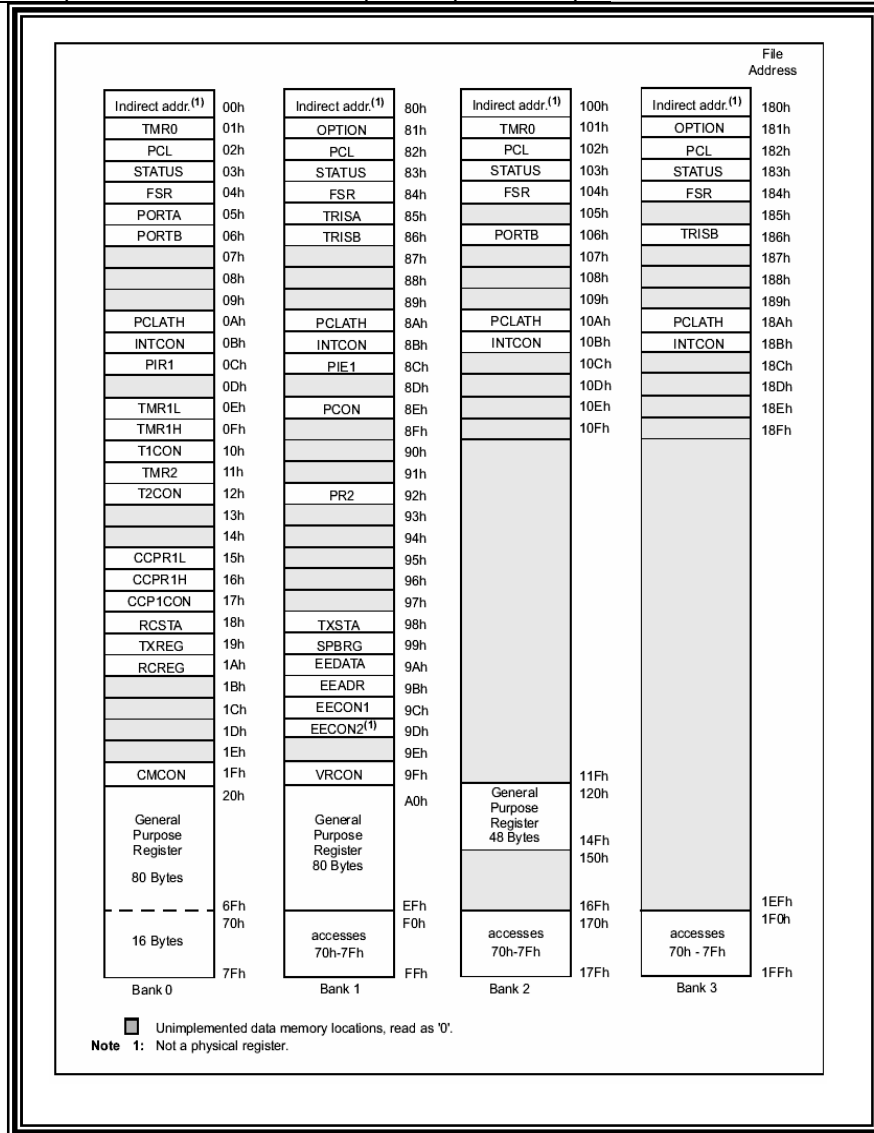 File
Address
Indirect addr.(1) 00h Indirect addr.(1) 80h Indirect addr.(1) 100h Indirect addr.(1) 180h
TMR0 01h OPTION 81h TMR0 101h OPTION 181h
PCL 02h PCL 82h PCL 102h PCL 182h
STATUS 03h STATUS 83h STATUS 103h STATUS 183h
FSR 04h FSR 84h FSR 104h FSR 184h
PORTA 05h TRISA 85h 105h 185h
PORTB 06h TRISB 86h PORTB 106h TRISB 186h
07h 87h 107h 187h
08h 88h 108h 188h
09h 89h 109h 189h
PCLATH 0Ah PCLATH 8Ah PCLATH 10Ah PCLATH 18Ah
INTCON 0Bh INTCON 8Bh INTCON 10Bh INTCON 18Bh
PIR1 0Ch PIE1 8Ch 10Ch 18Ch
0Dh 8Dh 10Dh 18Dh
TMR1L 0Eh PCON 8Eh 10Eh 18Eh
TMR1H 0Fh 8Fh 10Fh 18Fh
T1CON 10h 90h
TMR2 11h 91h
T2CON 12h PR2 92h
13h 93h
14h 94h
CCPR1L 15h 95h
CCPR1H 16h 96h
CCP1CON 17h 97h
RCSTA 18h TXSTA 98h
TXREG 19h SPBRG 99h
RCREG 1Ah EEDATA 9Ah
1Bh EEADR 9Bh
1Ch EECON1 9Ch
1Dh EECON2(1) 9Dh
1Eh 9Eh
CMCON 1Fh VRCON 9Fh 11Fh
20h A0h General 120h
General General Purpose
Purpose Purpose Register
Register Register 48 Bytes 14Fh
80 Bytes 80 Bytes 150h
6Fh EFh 16Fh 1EFh
70h F0h 170h 1F0h
16 Bytes accesses accesses accesses
70h-7Fh 70h-7Fh 70h - 7Fh
7Fh FFh 17Fh 1FFh
Bank 0 Bank 1 Bank 2 Bank 3
Unimplemented data memory locations, read as '0'.
Note 1: Not a physical register.